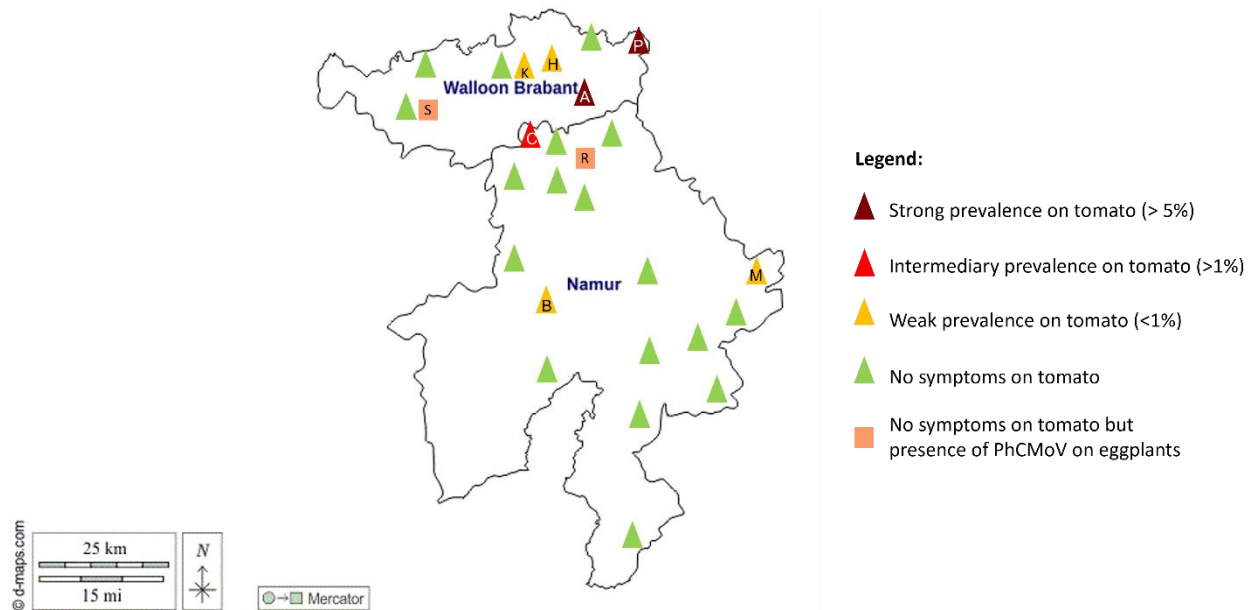 P
H
K
Walloon Brabant
A
S
C
R
Legend:
Strong prevalence on tomato (> 5%)
Intermediary prevalence on tomato (>1%)
M
Namur
B
Weak prevalence on tomato (<1%)
No symptoms on tomato
No symptoms on tomato but
presence of PhCMoV on eggplants
© d-maps.com
25 km
15 mi
N
Mercator